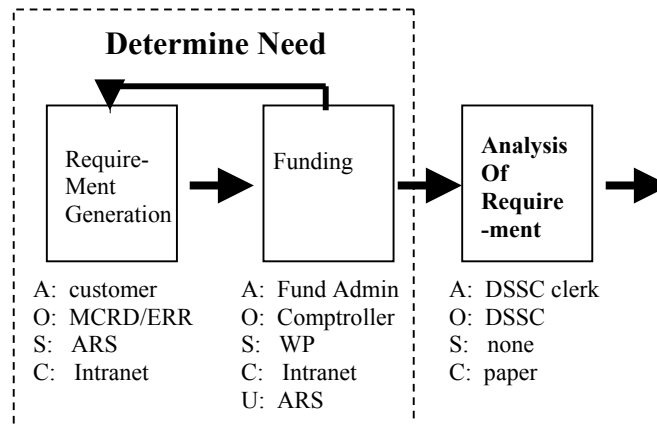 Determine Need
Require-
Ment
Generation
Funding
Analysis
Of
Require
-ment
A: customer
O: MCRD/ERR
S: ARS
C: Intranet
A: Fund Admin
O: Comptroller
S: WP
C: Intranet
U: ARS
A: DSSC clerk
O: DSSC
S: none
C: paper